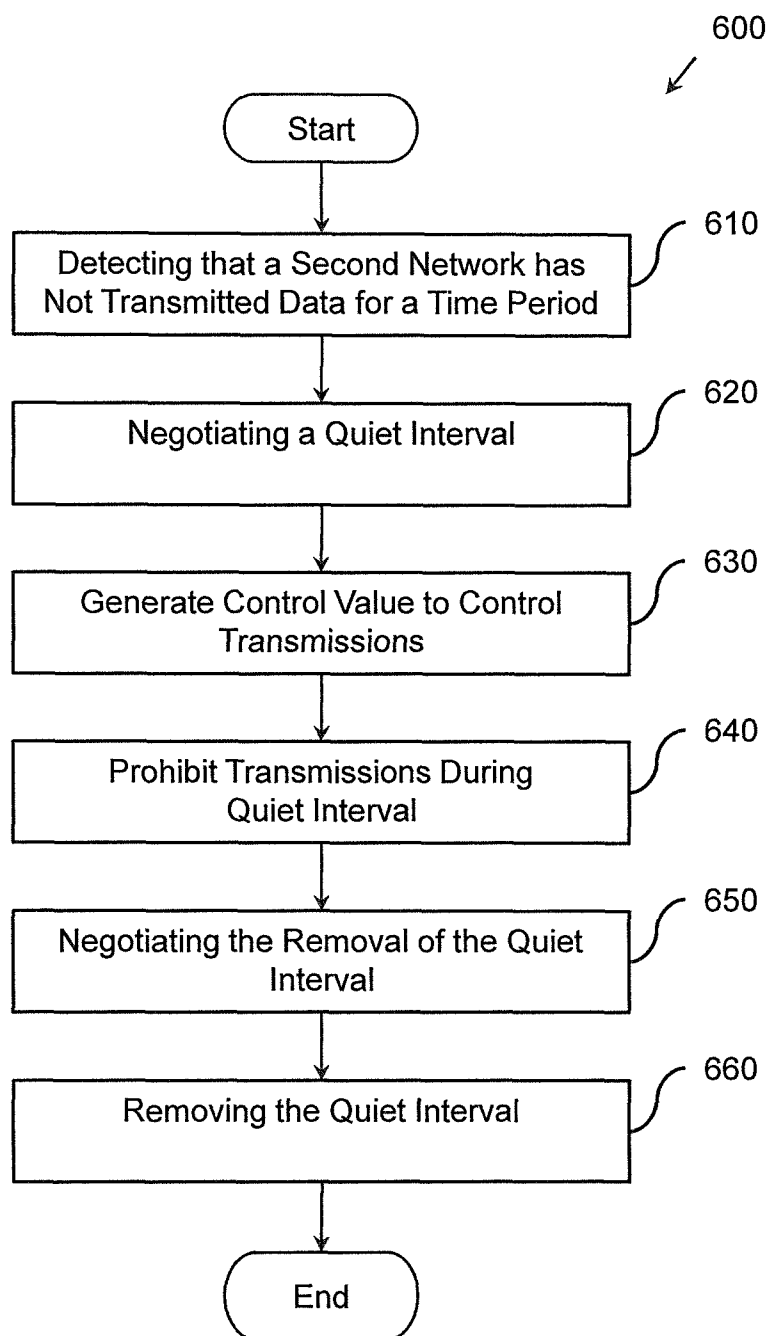 600
Start
610
Detecting that a Second Network has
Not Transmitted Data for a Time Period
620
Negotiating a Quiet Interval
630
Generate Control Value to Control
Transmissions
640
Prohibit Transmissions During
Quiet Interval
650
Negotiating the Removal of the Quiet
Interval
660
Removing the Quiet Interval
End